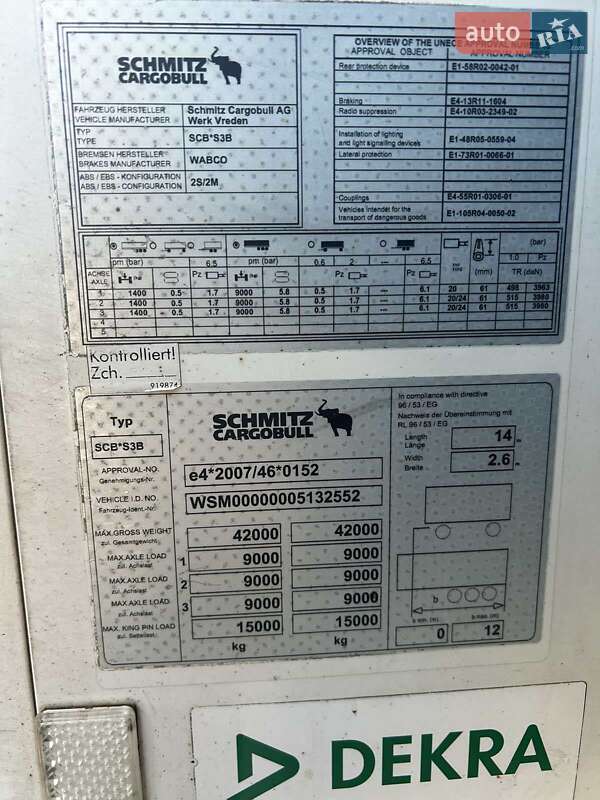 auto RIA.com
SCHMITZ
CARGOBULL
FAHRZEUG HERSTELLER
VEHICLE MANUFACTURER
Schmitz Cargobull AG
Werk Vreden
TYP
TYPE
SCB*S3B
BREMSEN HERSTELLER
BRAKES MANUFACTURER
WABCO
ABS / EBS - KONFIGURATION
ABS / EBS - CONFIGURATION
2S/2M
OVERVIEW OF THE UNECE APPROVAL
APPROVAL OBJECT APPROVAL NUMBER
Rear protection device E1-58R02-0042-01
Braking E4-13R11-1604
Radio suppression E4-10R03-2349-02
Installation of lighting
and light signalling devices E1-48R05-0559-04
Lateral protection E1-73R01-0066-01
Couplings E4-55R01-0306-01
Vehicles intendet for the
transport of dangerous goods E1-105R04-0050-02
(bar) (bar)
pm (bar) 6.5 pm (bar) 0.6 2 --- 6.5 (mm) 1.0 Pz
ACHSE
AXLE Pz Pz Pz TR (daN)
1 1400 0.5 1.7 9000 5.8 0.5 1.7 --- 6.1 20 61 498 3963
2 1400 0.5 1.7 9000 5.8 0.5 1.7 --- 6.1 20/24 61 515 3980
3 1400 0.5 1.7 9000 5.8 0.5 1.7 --- 6.1 20/24 61 515 3980
4
5
Kontrolliert!
Zch.
919874
Typ
SCB*S3B
SCHMITZ
CARGOBULL
In compliance with directive
96 / 53 / EG
Nachweis der Übereinstimmung mit
RL 96 / 53 / EG
Length
Länge 14 m
Width
Breite 2.6 m
APPROVAL-NO.
Genehmigungs-Nr.
e4*2007/46*0152
VEHICLE I.D. NO.
Fahrzeug-Ident.-Nr.
WSM00000005132552
MAX.GROSS WEIGHT
zul. Gesamtgewicht
42000 42000
MAX.AXLE LOAD
zul. Achslast
1 9000 9000
MAX.AXLE LOAD
zul. Achslast
2 9000 9000
MAX.AXLE LOAD
zul. Achslast
3 9000 9000
MAX. KING PIN LOAD
zul. Sattellast
15000 15000
kg kg
b
b min. (m) b max. (m)
0 12
DEKRA